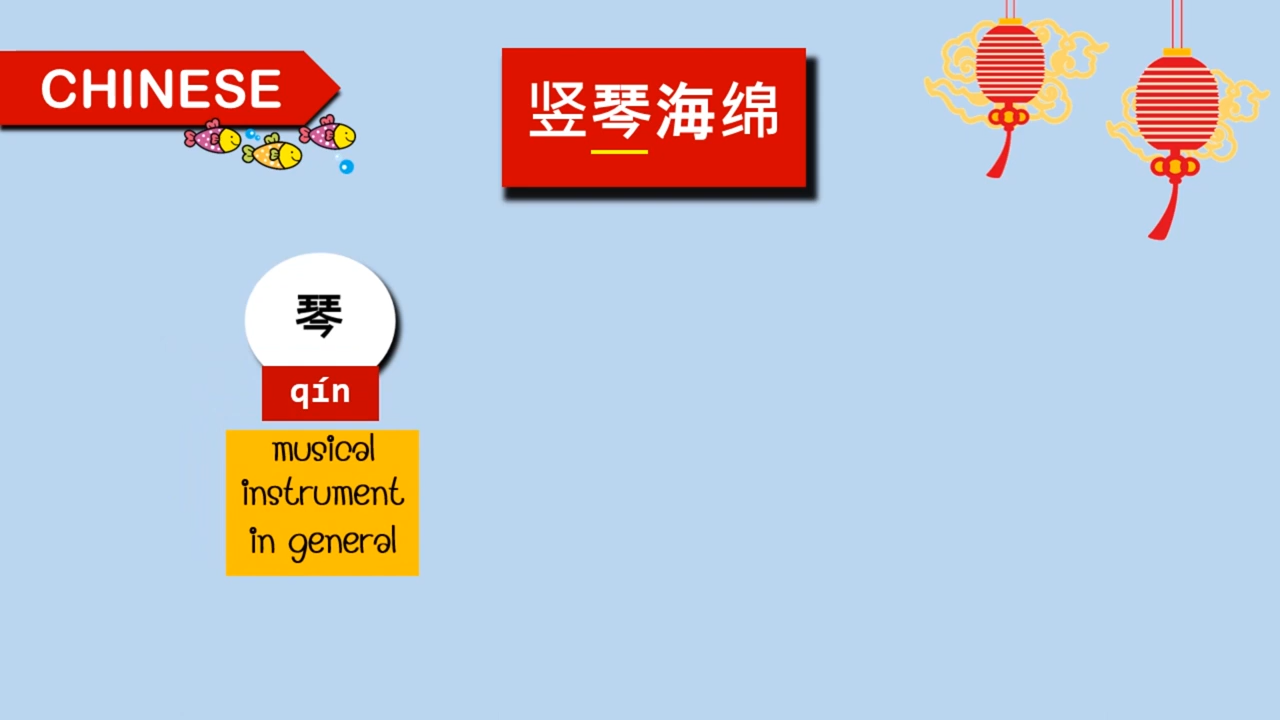 CHINESE
竖琴海绵
琴
qín
musical
instrument
in general